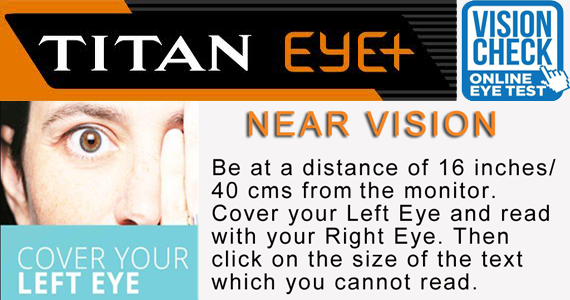 TITAN EYE+
VISION
CHECK
ONLINE
EYE TEST
NEAR VISION
Be at a distance of 16 inches/
40 cms from the monitor.
Cover your Left Eye and read
with your Right Eye. Then
click on the size of the text
which you cannot read.
COVER YOUR
LEFT EYE